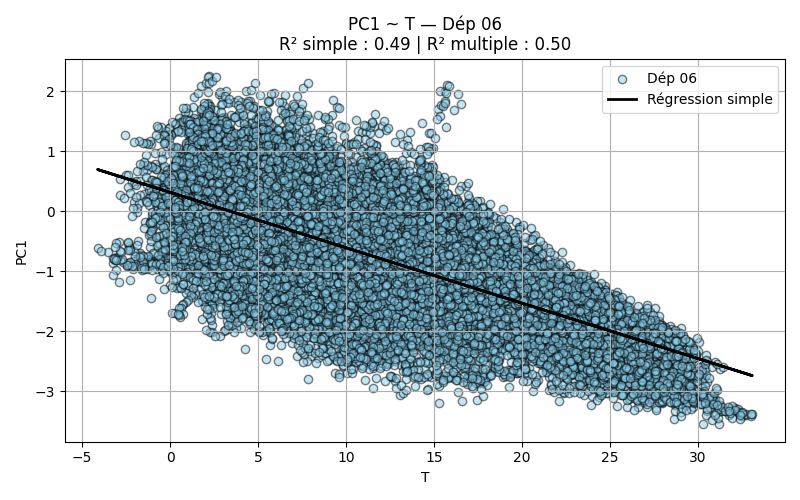 PC1 ~ T — Dép 06
R² simple : 0.49 | R² multiple : 0.50
Dép 06
Régression simple
2
1
0
−1
−2
−3
PC1
−5 0 5 10 15 20 25 30
T